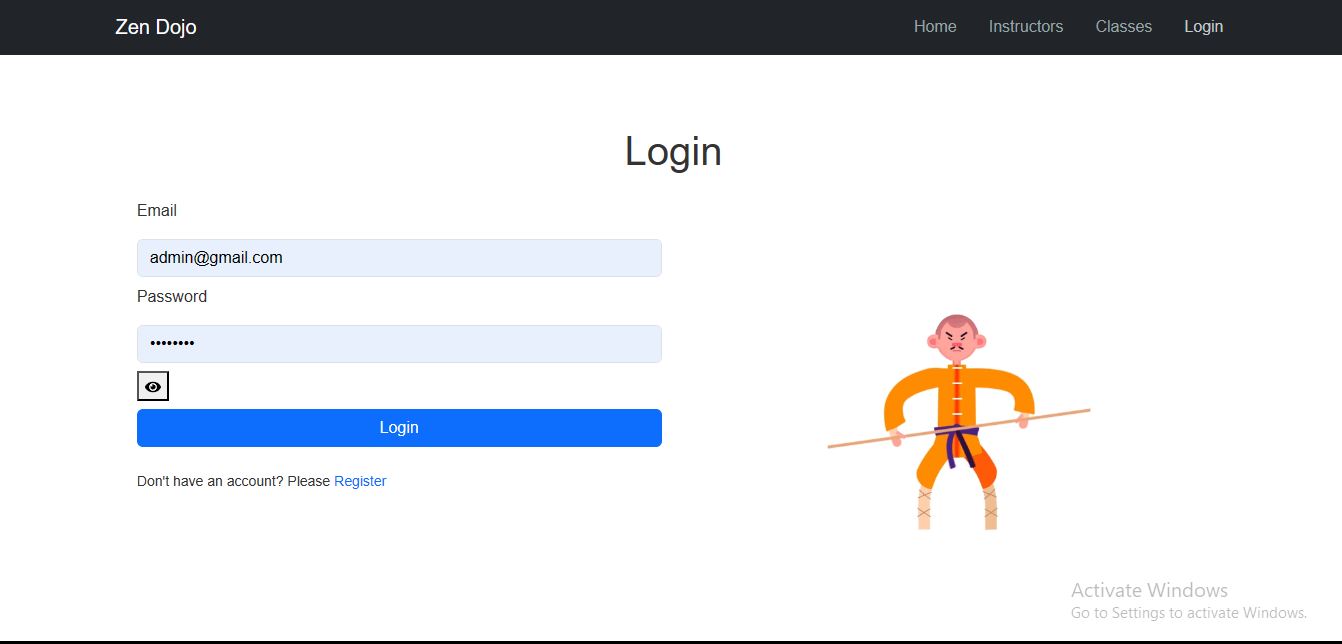 Zen Dojo Home Instructors Classes Login
Login
Email
admin@gmail.com
Password
••••••••
Login
Don't have an account? Please Register
Activate Windows
Go to Settings to activate Windows.